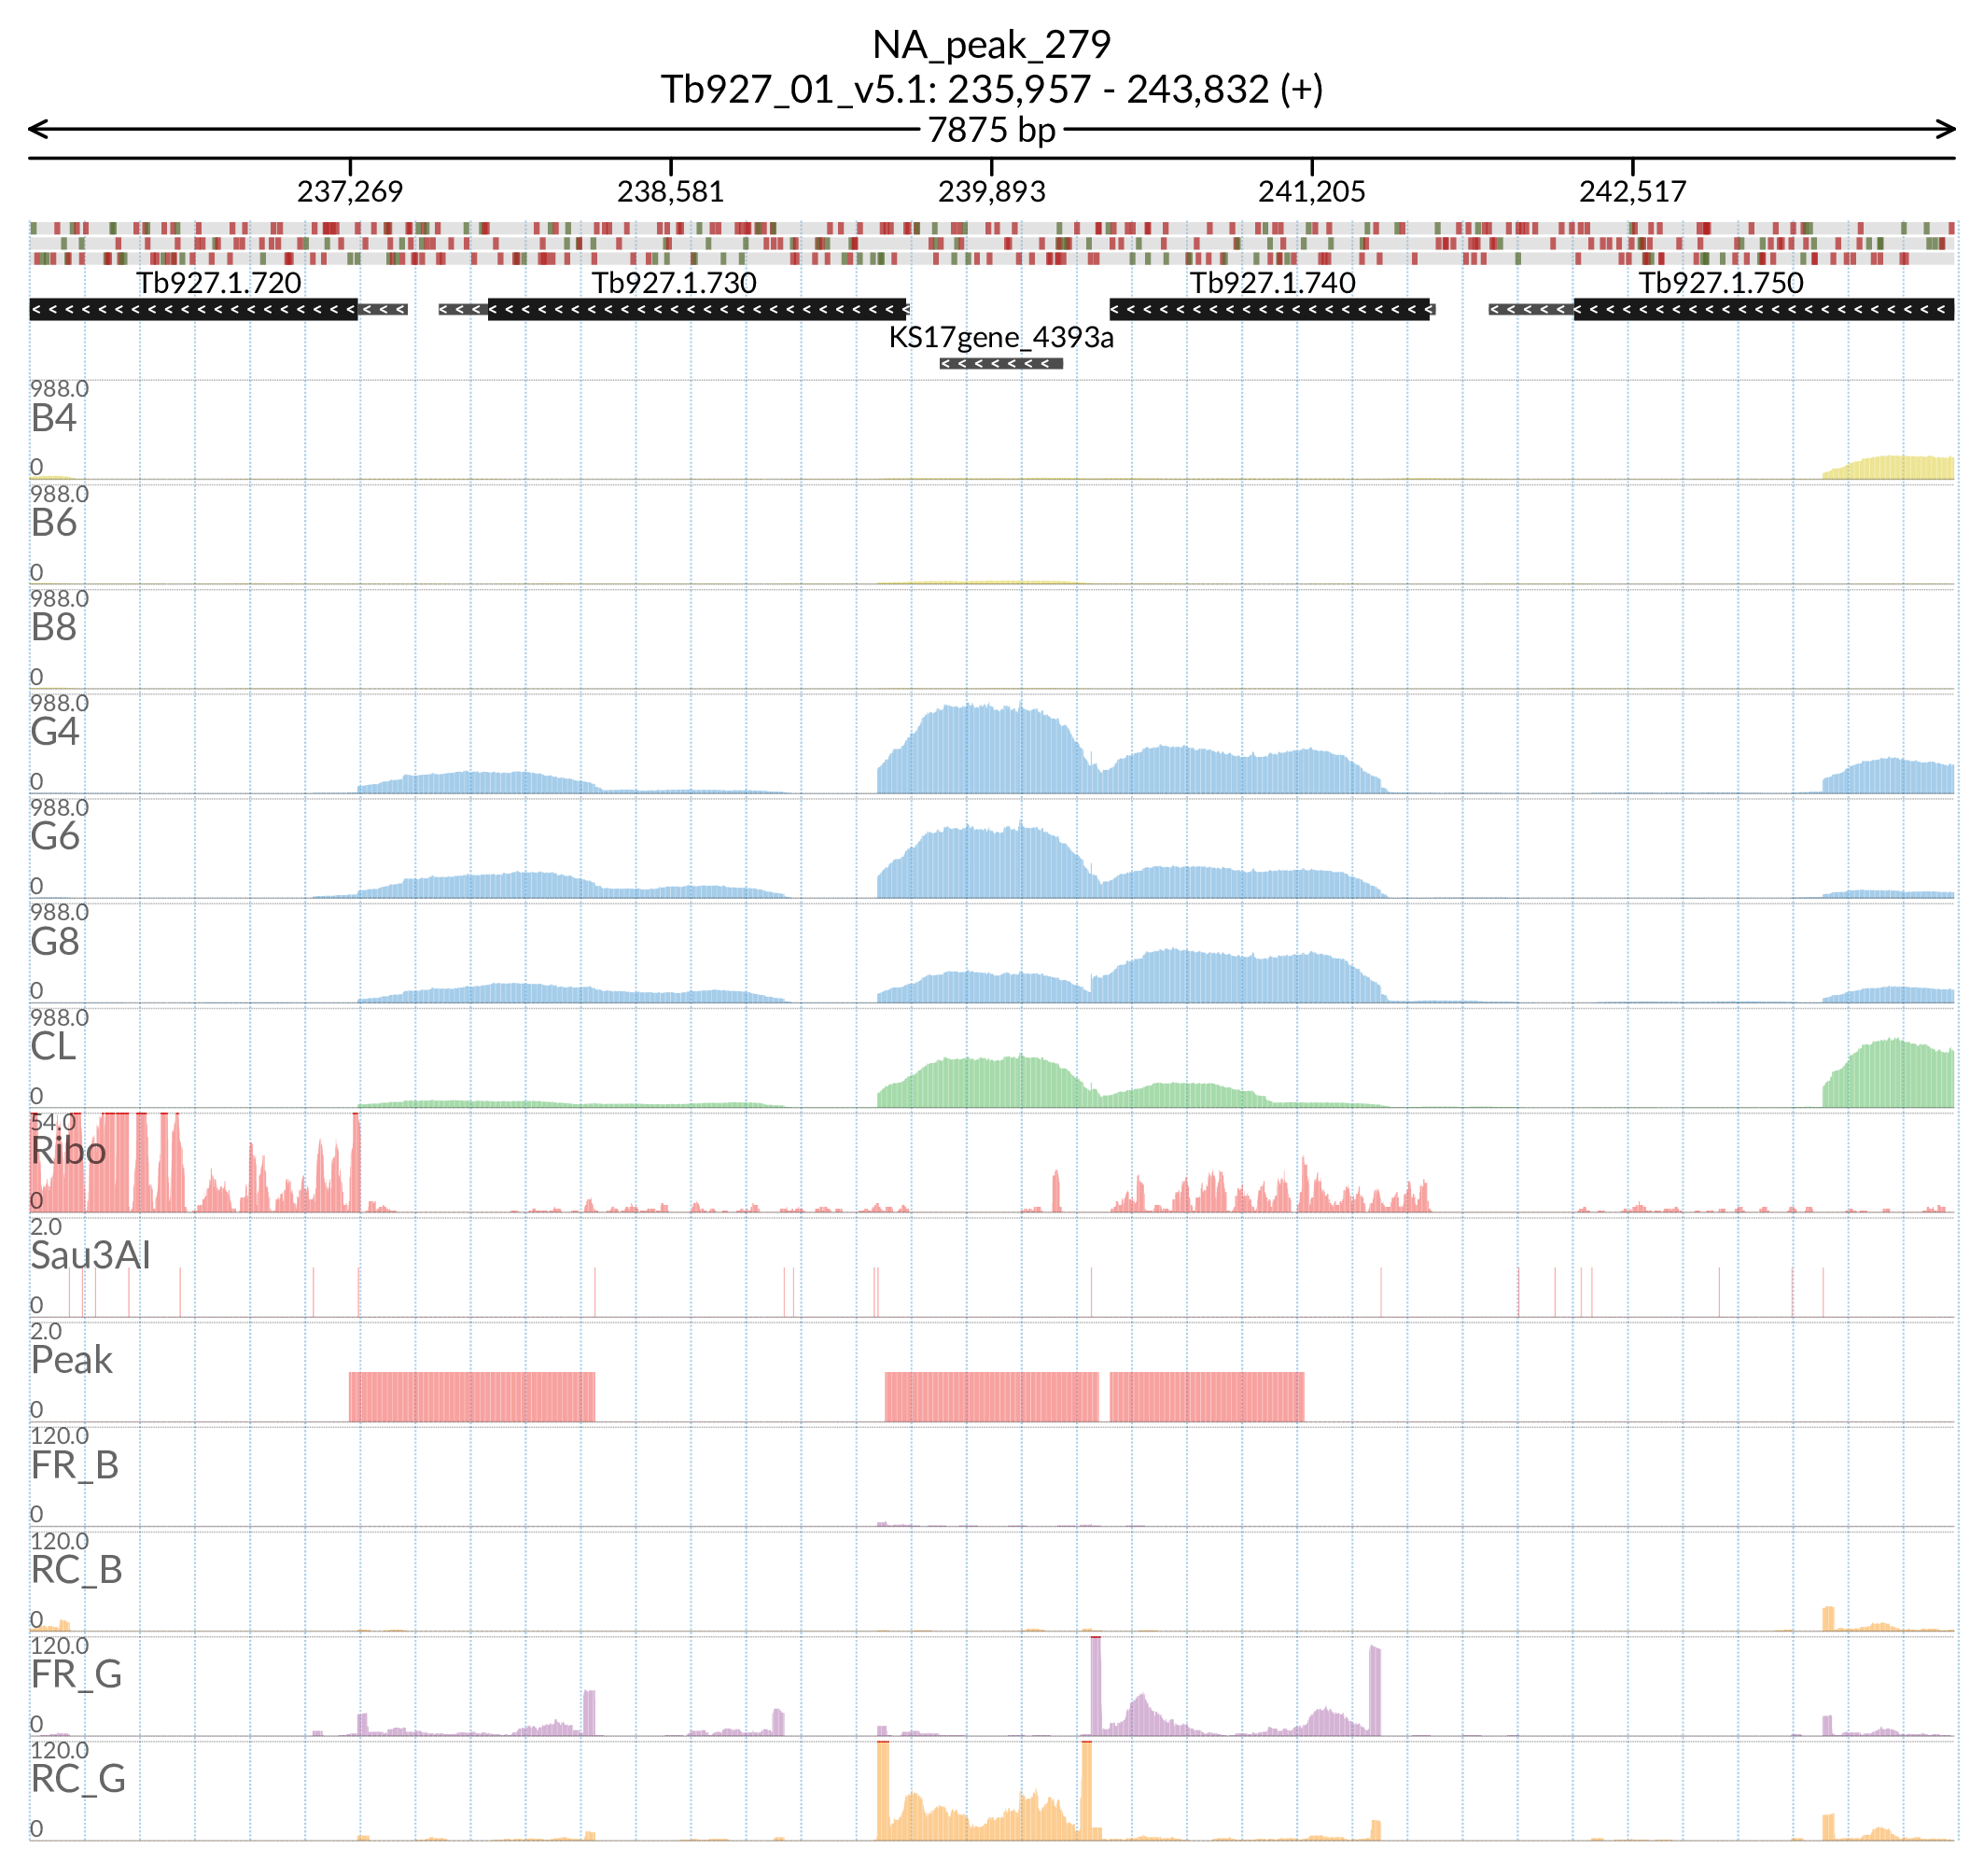 NA_peak_279
Tb927_01_v5.1: 235,957 - 243,832 (+)
7875 bp
237,269 238,581 239,893 241,205 242,517
Tb927.1.720 Tb927.1.730 Tb927.1.740 Tb927.1.750
KS17gene_4393a
988.0
B4
0
988.0
B6
0
988.0
B8
0
988.0
G4
0
988.0
G6
0
988.0
G8
0
988.0
CL
0
54.0
Ribo
0
2.0
Sau3AI
0
2.0
Peak
0
120.0
FR_B
0
120.0
RC_B
0
120.0
FR_G
0
120.0
RC_G
0